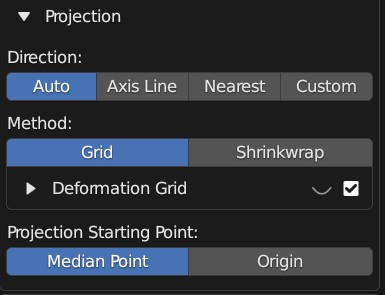 Projection
Direction:
Auto Axis Line Nearest Custom
Method:
Grid Shrinkwrap
Deformation Grid
Projection Starting Point:
Median Point Origin